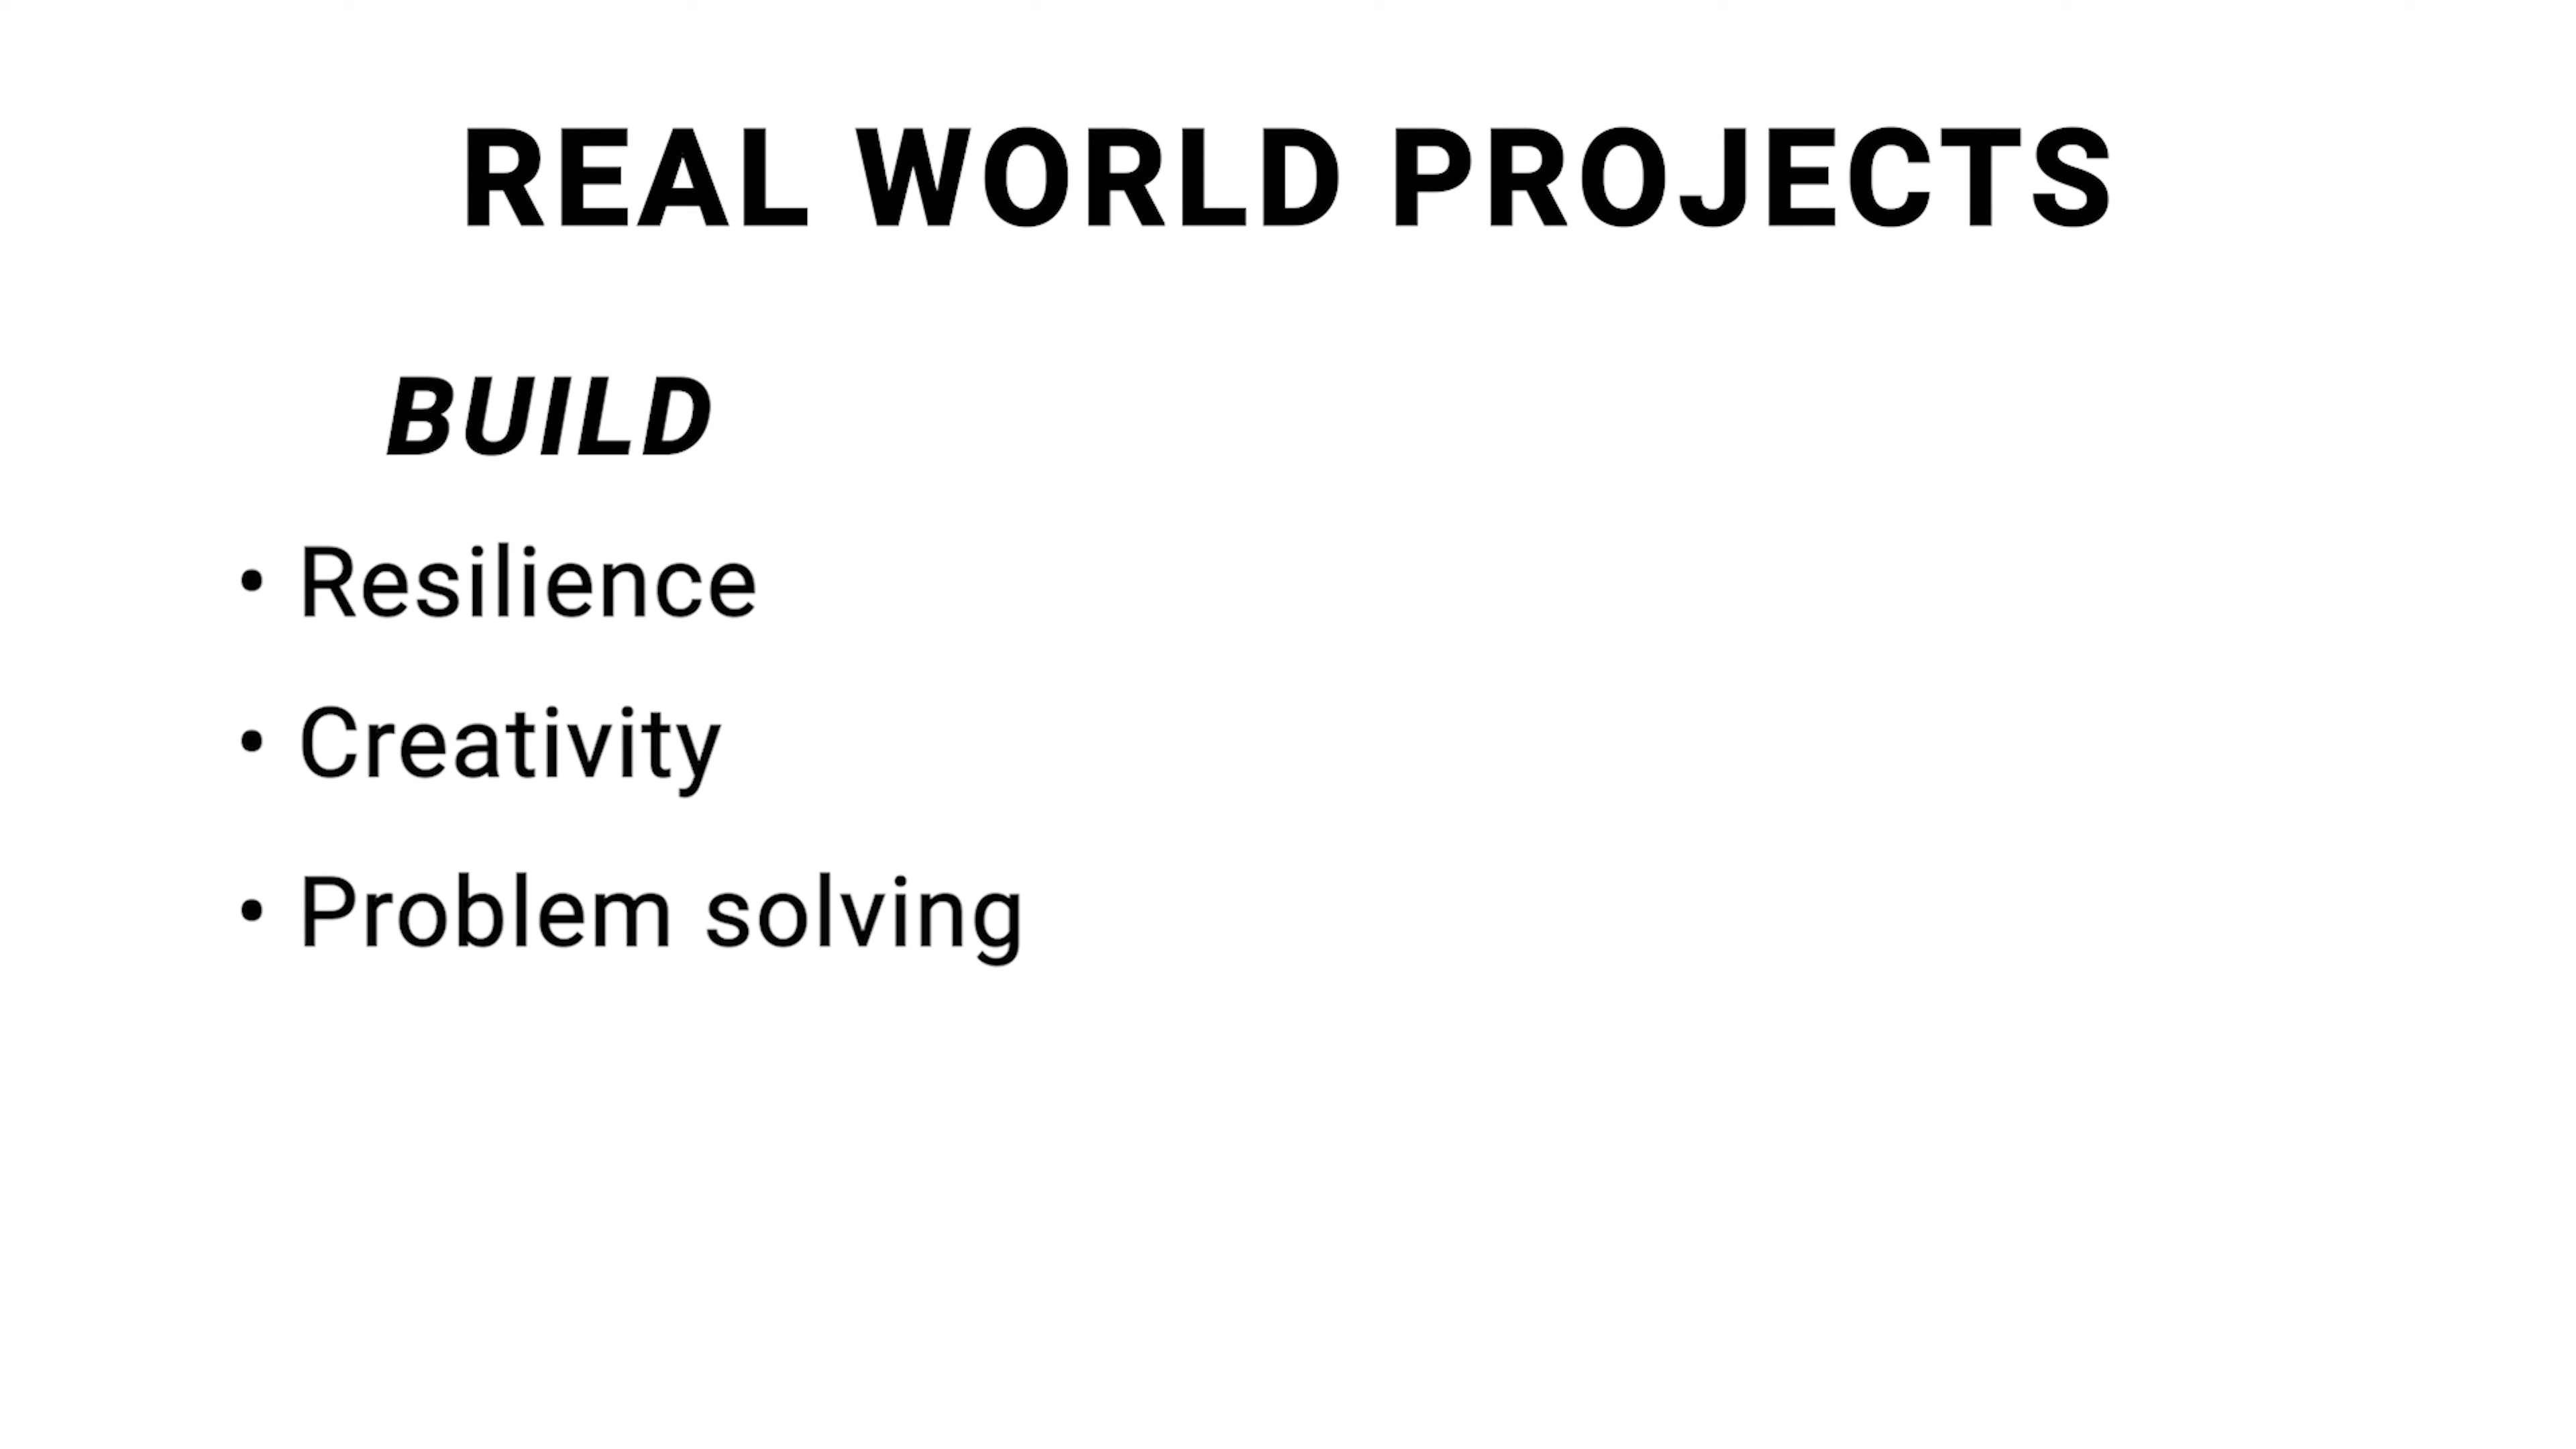 REAL WORLD PROJECTS
BUILD
• Resilience
• Creativity
• Problem solving